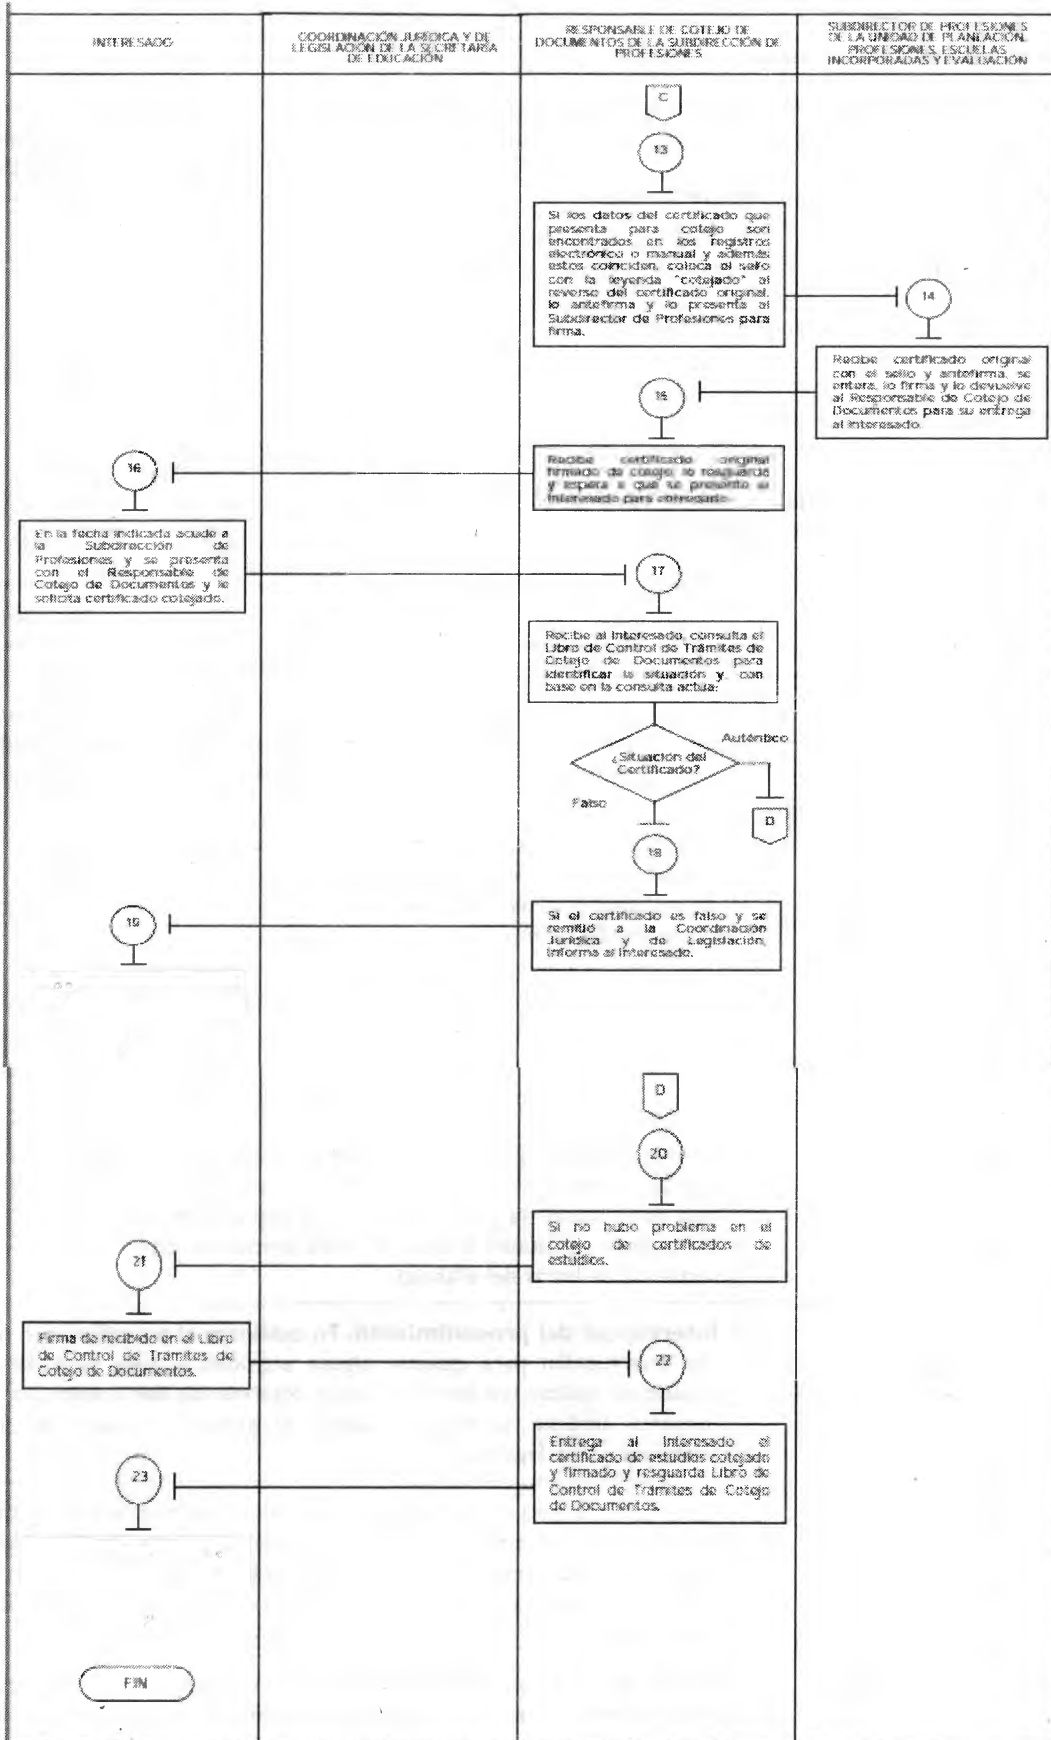 INTERESADO
COORDINACIÓN JURÍDICA Y DE
LEGISLACIÓN DE LA SECRETARÍA
DE EDUCACIÓN
RESPONSABLE DE COTEJO DE
DOCUMENTOS DE LA SUBDIRECCIÓN DE
PROFESIONES
SUBDIRECTOR DE PROFESIONES
DE LA UNIDAD DE PLANEACIÓN,
PROFESIONES, ESCUELAS
INCORPORADAS Y EVALUACIÓN
C
13
Si los datos del certificado que
presenta para cotejo son
encontrados en los registros
electrónico o manual y además
estos coinciden, coloca el sello
con la leyenda "cotejado" al
reverso del certificado original,
lo antefirma y lo presenta al
Subdirector de Profesiones para
firma.
14
Recibe certificado original
con el sello y antefirma, se
entera, lo firma y lo devuelve
al Responsable de Cotejo de
Documentos para su entrega
al Interesado.
15
Recibe certificado original
firmado de cotejo, lo resguarda
y espera a que se presente el
Interesado para entregarlo.
16
En la fecha indicada acude a
la Subdirección de
Profesiones y se presenta
con el Responsable de
Cotejo de Documentos y le
solicita certificado cotejado.
17
Recibe al Interesado, consulta el
Libro de Control de Trámites de
Cotejo de Documentos para
identificar la situación y, con
base en la consulta actúa:
¿Situación del
Certificado?
Auténtico
Falso
D
18
Si el certificado es falso y se
remitió a la Coordinación
Jurídica y de Legislación,
informa al Interesado.
19
D
20
Si no hubo problema en el
cotejo de certificados de
estudios.
21
Firma de recibido en el Libro
de Control de Trámites de
Cotejo de Documentos.
22
Entrega al Interesado el
certificado de estudios cotejado
y firmado y resguarda Libro de
Control de Trámites de Cotejo
de Documentos.
23
FIN